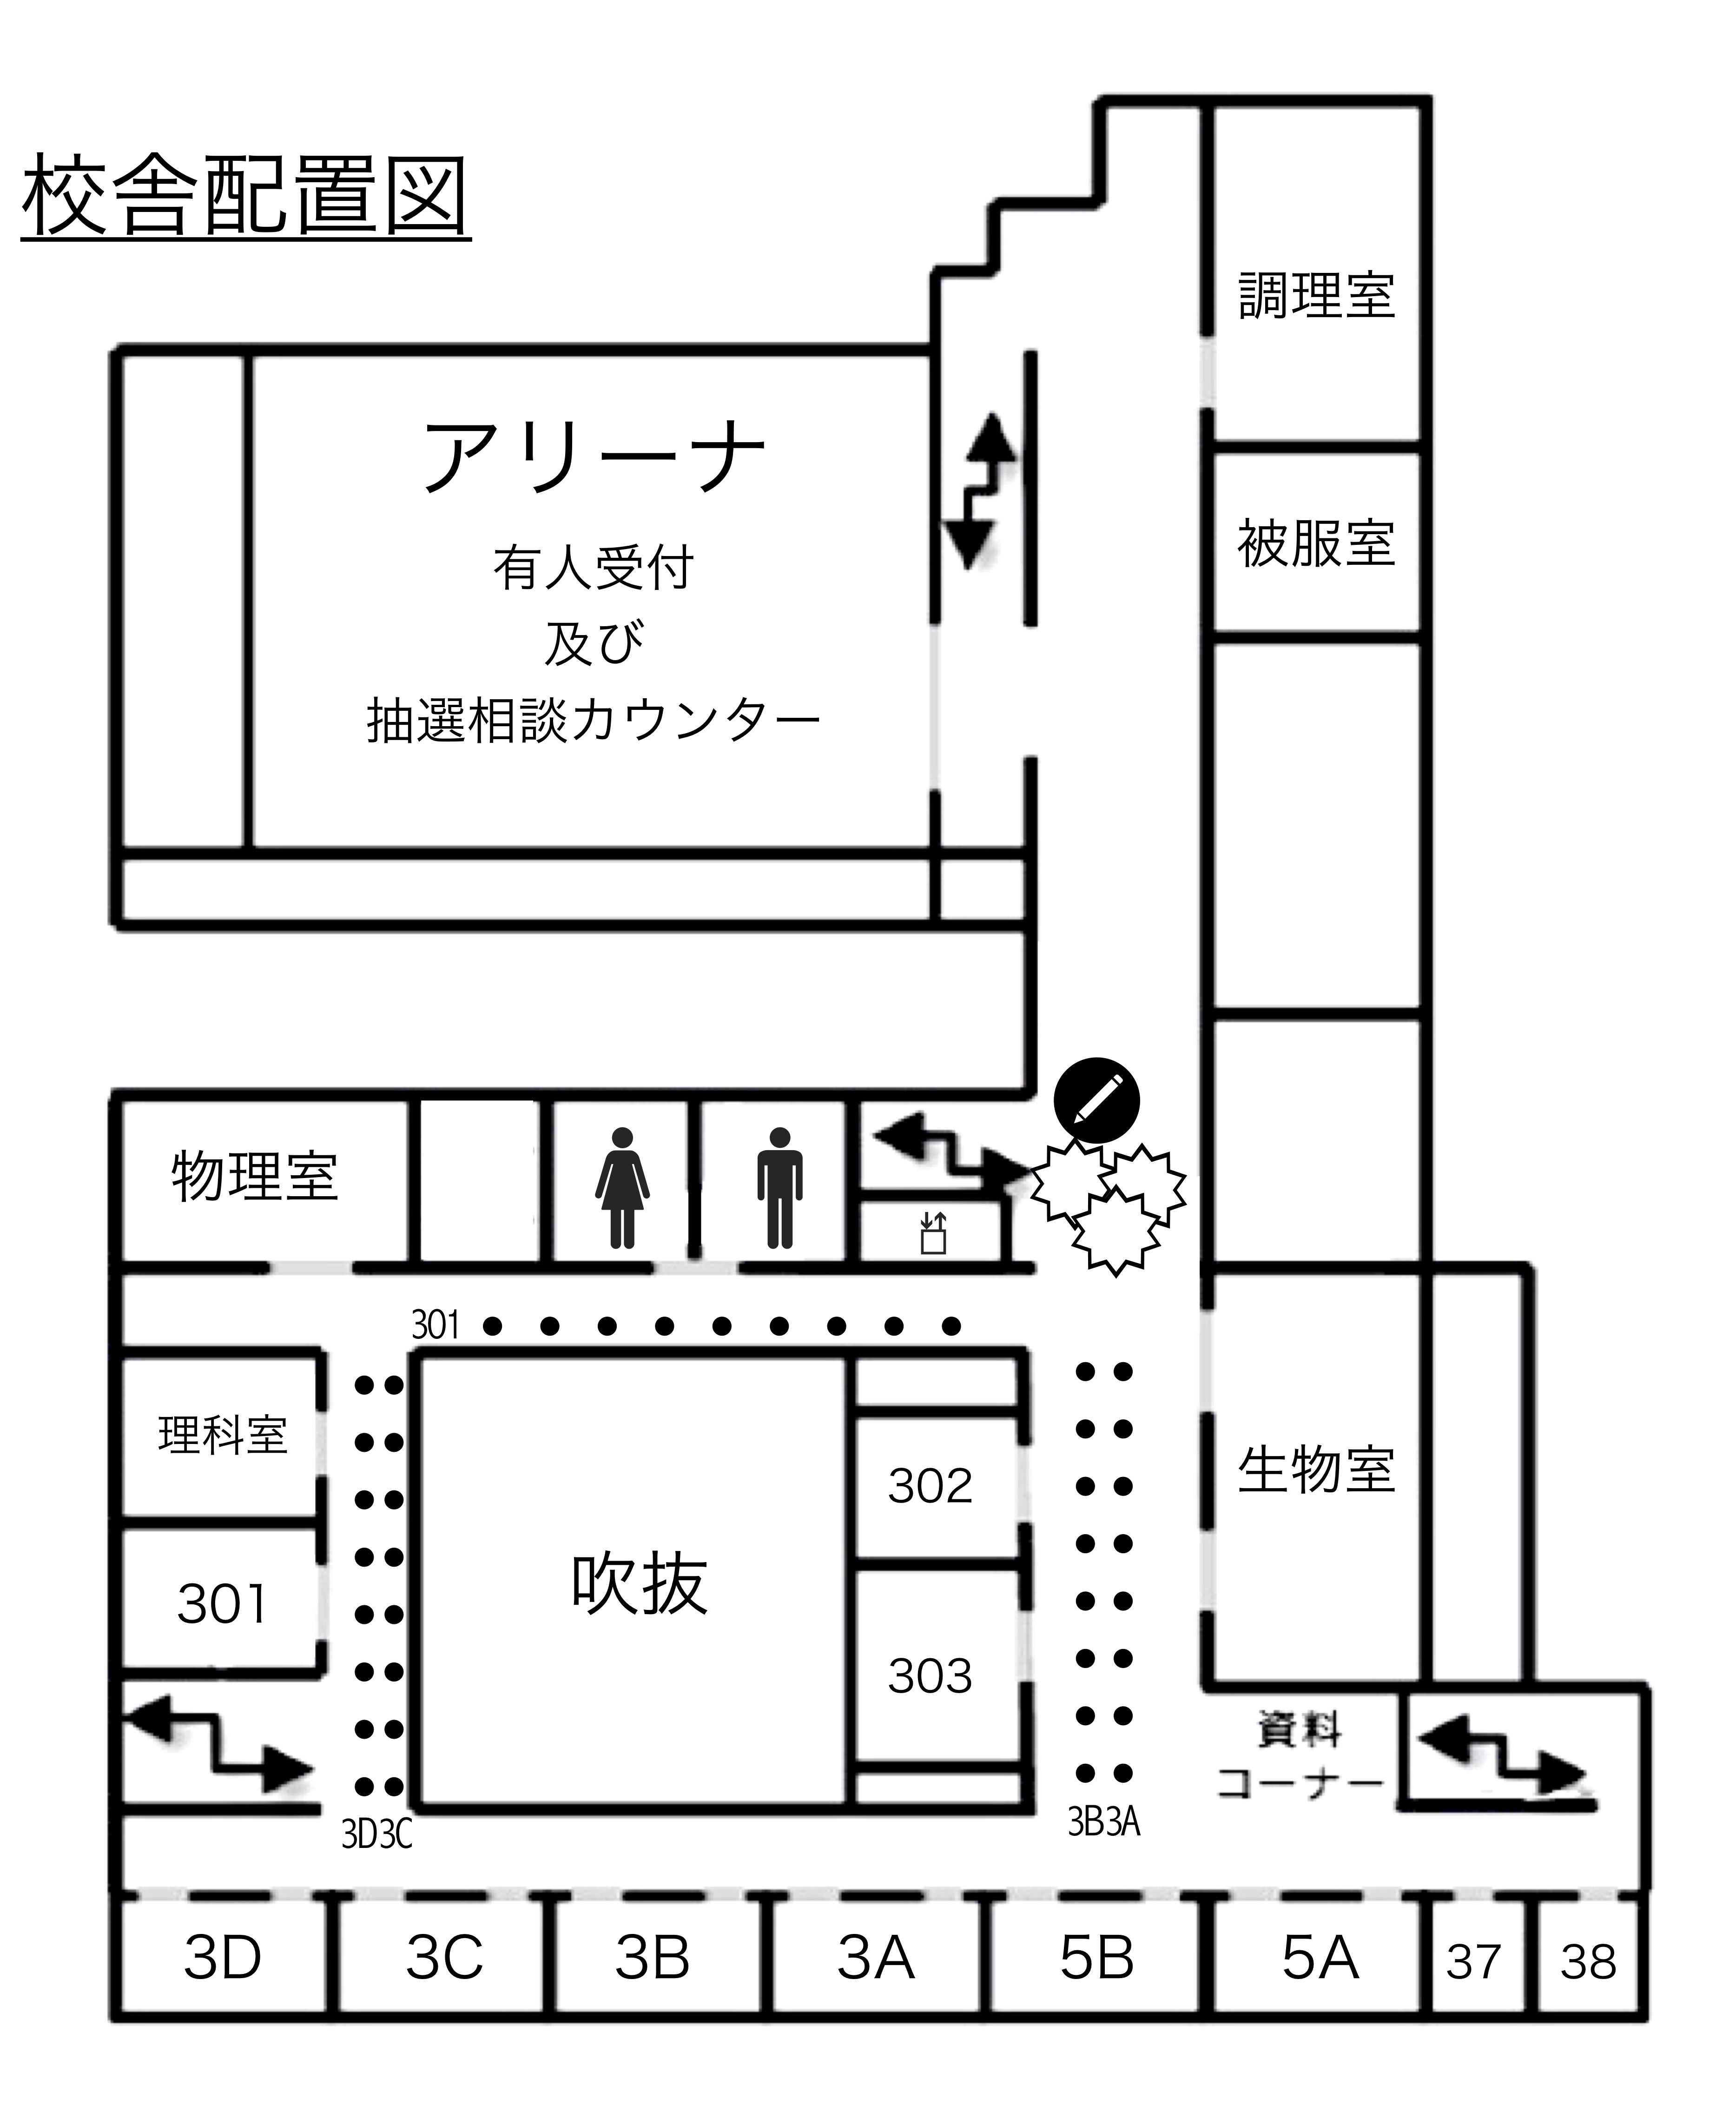 校舎配置図
調理室
アリーナ
有人受付
及び
抽選相談カウンター
被服室
物理室
301
理科室
301
吹抜
302
303
生物室
資料
コーナー
3D3C
3B3A
3D
3C
3B
3A
5B
5A
37
38